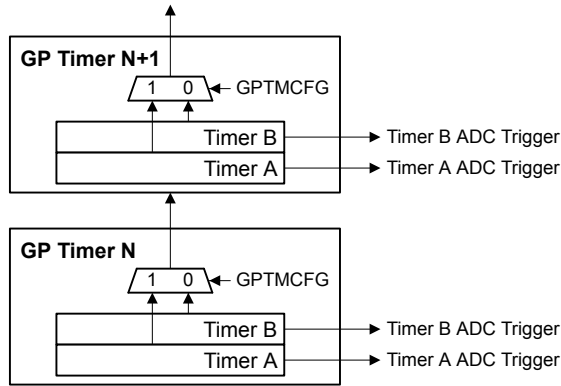 GP Timer N+1
1 0 GPTMCFG
Timer B Timer B ADC Trigger
Timer A Timer A ADC Trigger
GP Timer N
1 0 GPTMCFG
Timer B Timer B ADC Trigger
Timer A Timer A ADC Trigger